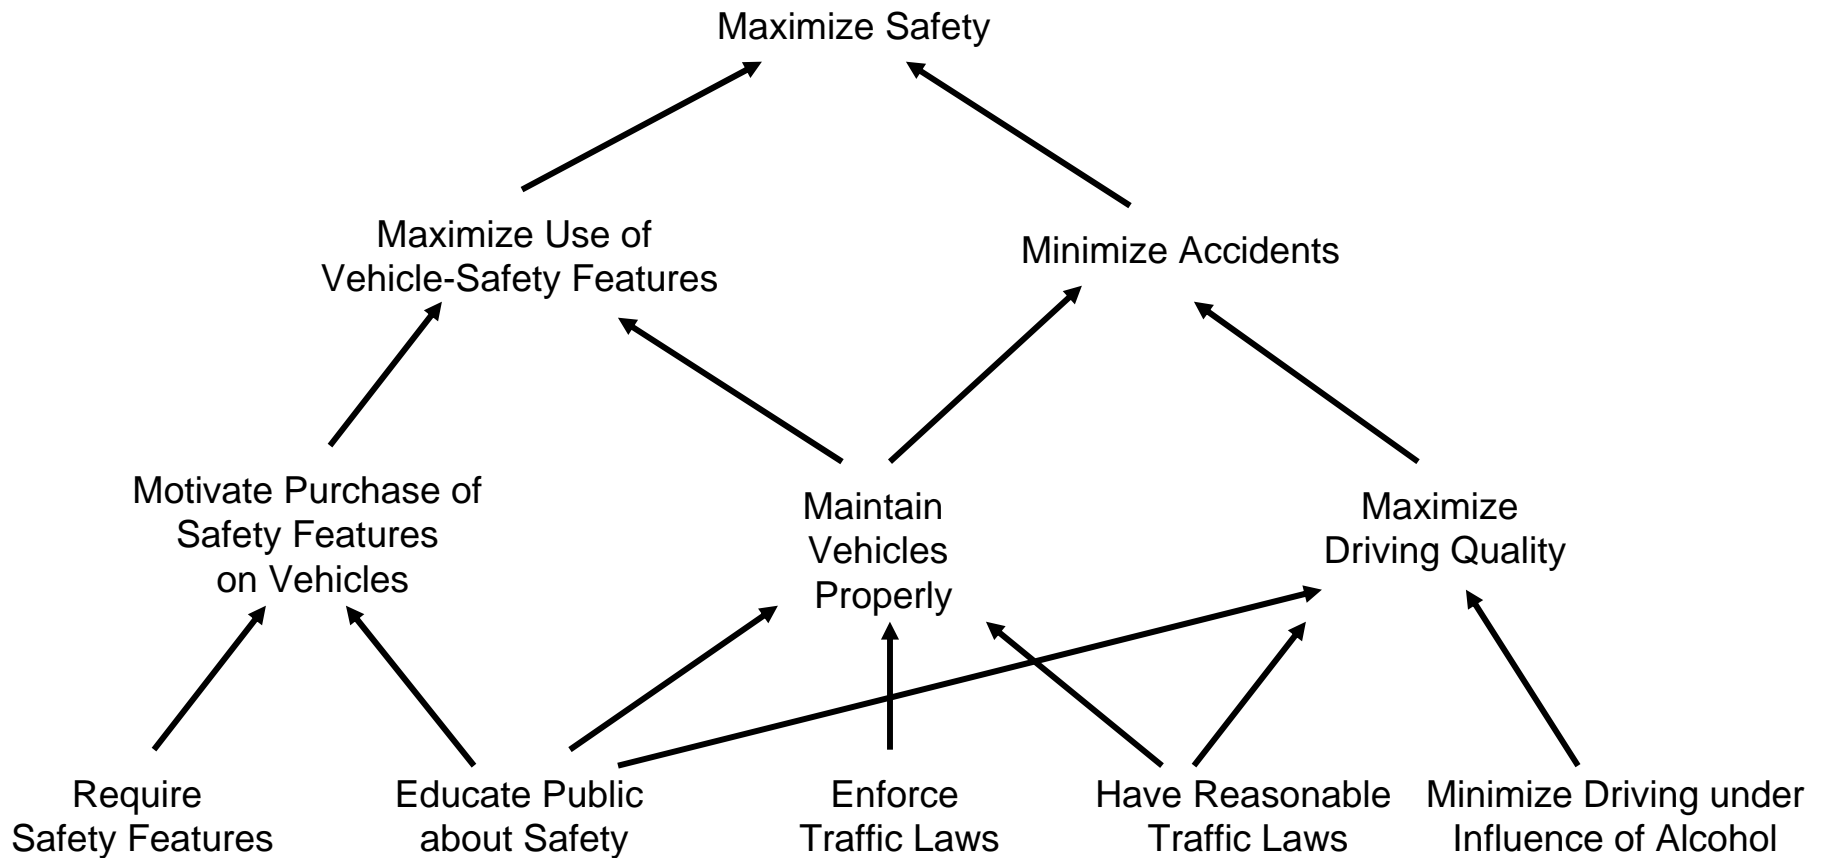 Maximize Safety
Maximize Use of
Vehicle-Safety Features
Minimize Accidents
Motivate Purchase of
Safety Features
on Vehicles
Maintain
Vehicles
Properly
Maximize
Driving Quality
Require
Safety Features
Educate Public
about Safety
Enforce
Traffic Laws
Have Reasonable
Traffic Laws
Minimize Driving under
Influence of Alcohol